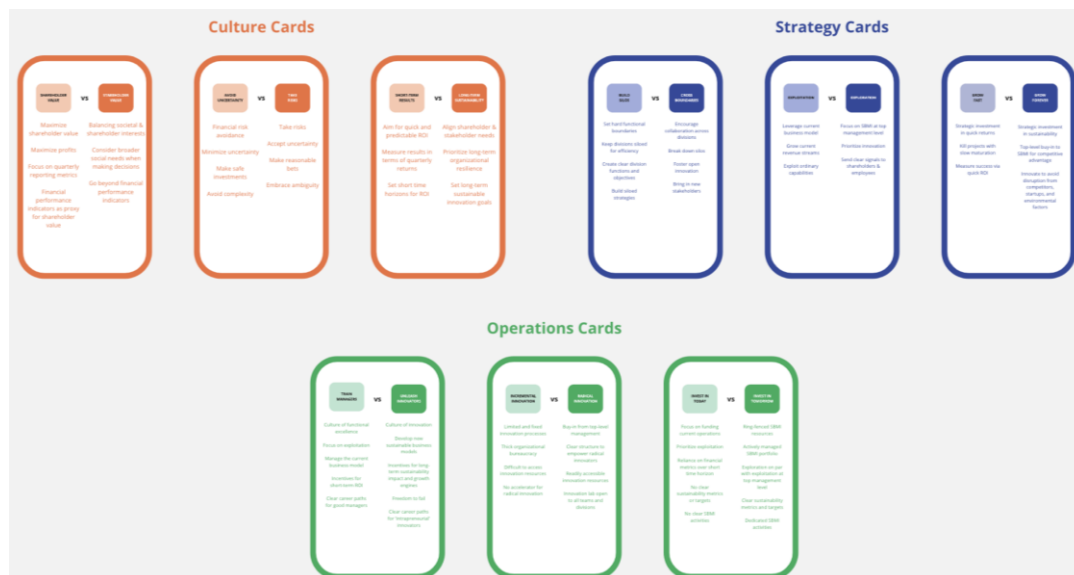 Culture Cards
Strategy Cards
SHAREHOLDER
VALUE
VS
STAKEHOLDER
VALUE
Maximize
shareholder value
Maximize profits
Focus on quarterly
reporting metrics
Financial
performance
indicators as proxy
for shareholder
value
Balancing societal &
shareholder interests
Consider broader
social needs when
making decisions
Go beyond financial
performance
indicators
AVOID
UNCERTAINTY
VS
TAKE
RISKS
Financial risk
avoidance
Minimize uncertainty
Make safe
investments
Avoid complexity
Take risks
Accept uncertainty
Make reasonable
bets
Embrace ambiguity
SHORT-TERM
RESULTS
VS
LONG-TERM
SUSTAINABILITY
Aim for quick and
predictable ROI
Measure results in
terms of quarterly
returns
Set short time
horizons for ROI
Align shareholder &
stakeholder needs
Prioritize long-term
organizational
resilience
Set long-term
sustainable
innovation goals
BUILD
SILOS
VS
CROSS
BOUNDARIES
Set hard functional
boundaries
Keep divisions siloed
for efficiency
Create clear division
functions and
objectives
Build siloed
strategies
Encourage
collaboration across
divisions
Break down silos
Foster open
innovation
Bring in new
stakeholders
EXPLOITATION
VS
EXPLORATION
Leverage current
business model
Grow current
revenue streams
Exploit ordinary
capabilities
Focus on SBMI at top
management level
Prioritize innovation
Send clear signals to
shareholders &
employees
GROW
FAST
VS
GROW
FOREVER
Strategic investment
in quick returns
Kill projects with
slow maturation
Measure success via
quick ROI
Strategic investment
in sustainability
Top level buy-in to
SBMI for competitive
advantage
Innovate to avoid
disruption from
competitors,
startups, and
environmental
factors
Operations Cards
TRAIN
MANAGERS
VS
UNLEASH
INNOVATORS
Culture of functional
excellence
Focus on exploitation
Manage the current
business model
Incentives for
short-term ROI
Clear career paths
for good managers
Culture of innovation
Develop new
sustainable business
models
Incentives for long-
term sustainability
impact and growth
engines
Freedom to fail
Clear career paths
for 'intrapreneurial'
innovators
INCREMENTAL
INNOVATION
VS
RADICAL
INNOVATION
Limited and fixed
innovation processes
Thick organizational
bureaucracy
Difficult to access
innovation resources
No accelerator for
radical innovation
Buy-in from top-level
management
Clear structure to
empower radical
innovators
Readily accessible
innovation resources
Innovation lab open
to all teams and
divisions
INVEST IN
TODAY
VS
INVEST IN
TOMORROW
Focus on funding
current operations
Prioritize exploitation
Reliance on financial
metrics over short
time horizon
No clear
sustainability metrics
or targets
No clear SBMI
activities
Ring-fenced SBMI
resources
Actively managed
SBMI portfolio
Exploration on par
with exploitation at
top management
level
Clear sustainability
metrics and targets
Dedicated SBMI
activities